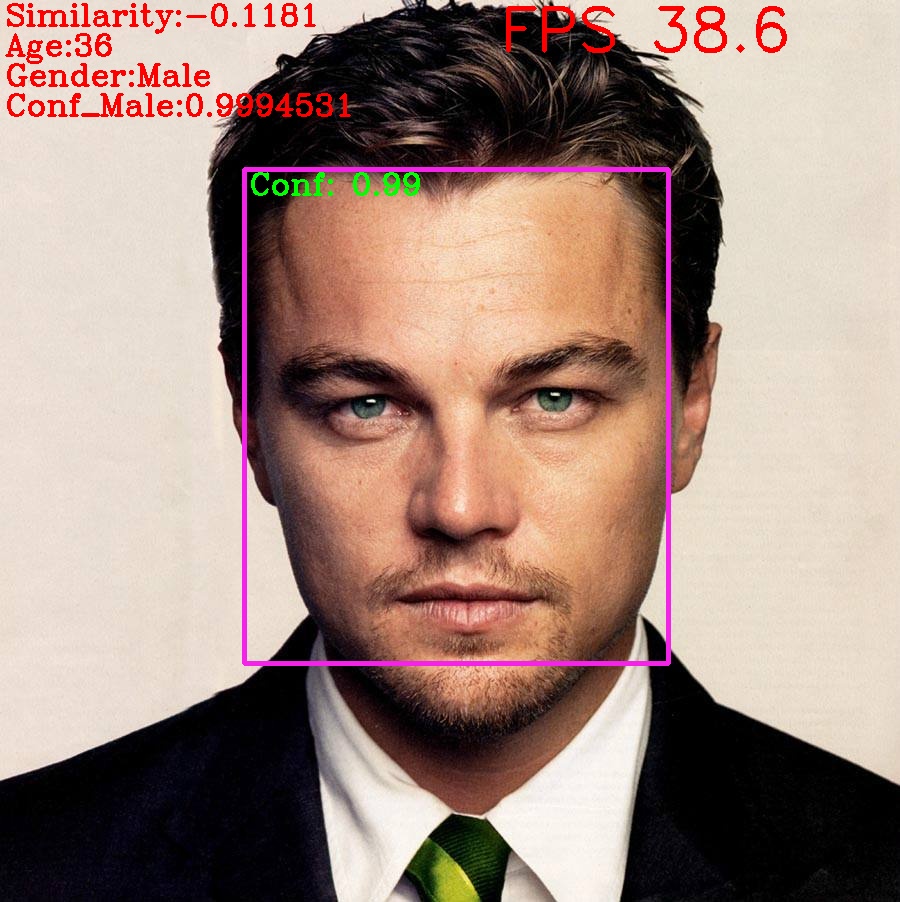 Similarity:-0.1181
FPS 38.6
Age:36
Gender:Male
Conf_Male:0.9994531
Conf: 0.99